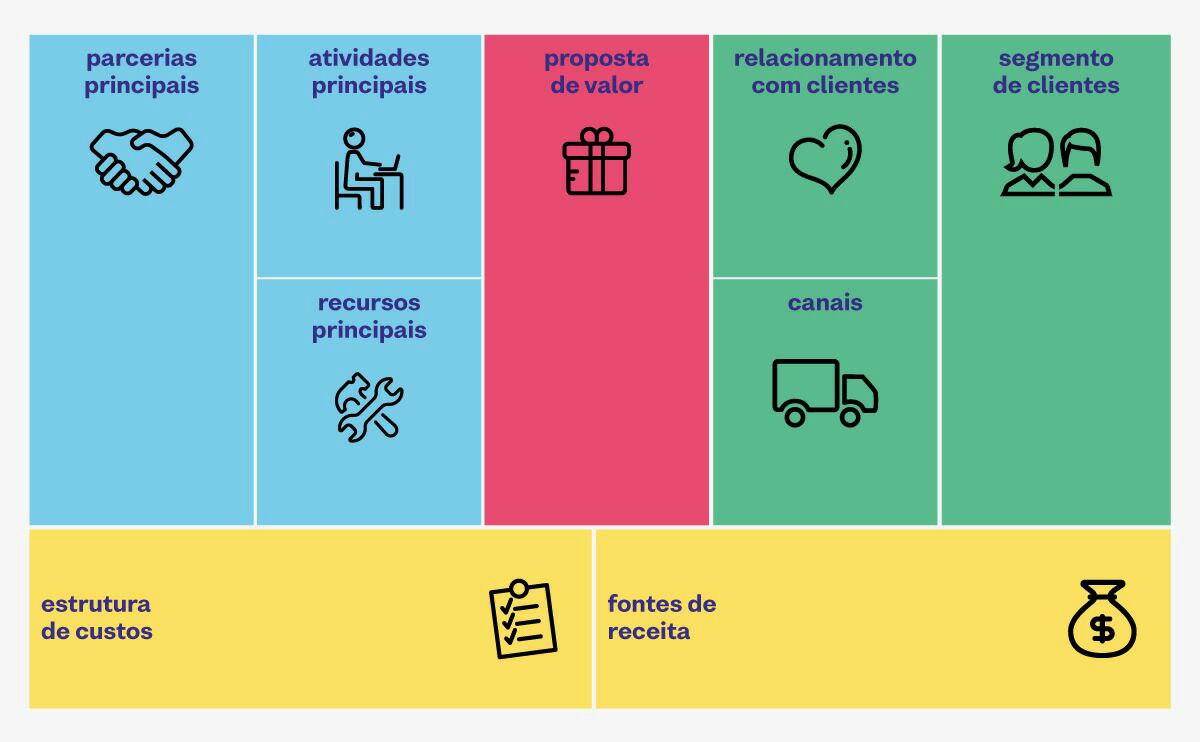 parcerias
principais
atividades
principais
proposta
de valor
relacionamento
com clientes
segmento
de clientes
recursos
principais
canais
estrutura
de custos
fontes de
receita
$